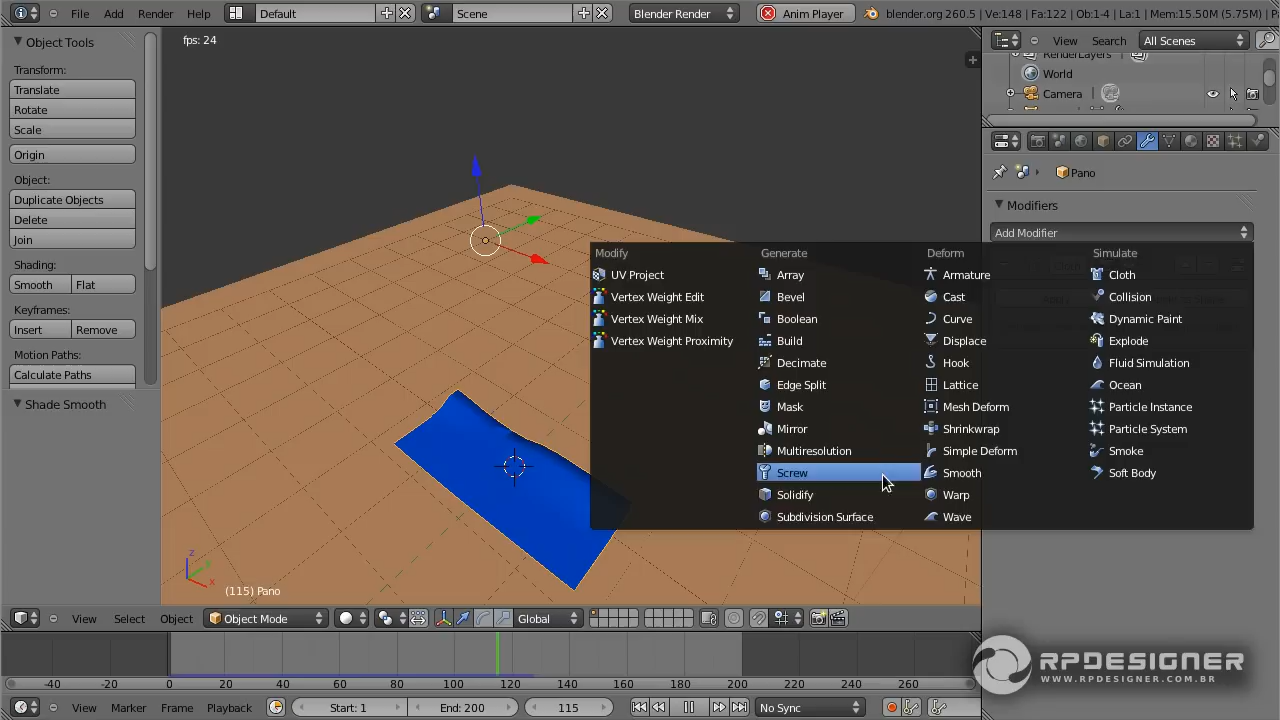 File Add Render Help Default Scene Blender Render Anim Player blender.org 260.5 | Ve:148 | Fa:122 | Ob:1-4 | La:1 | Mem:15.50M (5.75M) | P
Object Tools
fps: 24
View Search All Scenes
RenderLayers
World
Camera
Transform:
Translate
Rotate
Scale
Origin
Object:
Duplicate Objects
Delete
Join
Shading:
Smooth Flat
Keyframes:
Insert Remove
Motion Paths:
Calculate Paths
Shade Smooth
Pano
Modifiers
Add Modifier
Modify
UV Project
Vertex Weight Edit
Vertex Weight Mix
Vertex Weight Proximity
Generate
Array
Bevel
Boolean
Build
Decimate
Edge Split
Mask
Mirror
Multiresolution
Screw
Solidify
Subdivision Surface
Deform
Armature
Cast
Curve
Displace
Hook
Lattice
Mesh Deform
Shrinkwrap
Simple Deform
Smooth
Warp
Wave
Simulate
Cloth
Collision
Dynamic Paint
Explode
Fluid Simulation
Ocean
Particle Instance
Particle System
Smoke
Soft Body
z
y
x
(115) Pano
View Select Object Object Mode Global
-40 -20 0 20 40 60 80 100 120 140 160 180 200 220 240 260
View Marker Frame Playback Start: 1 End: 200 115 No Sync
RPDESIGNER
WWW.RPDESIGNER.COM.BR